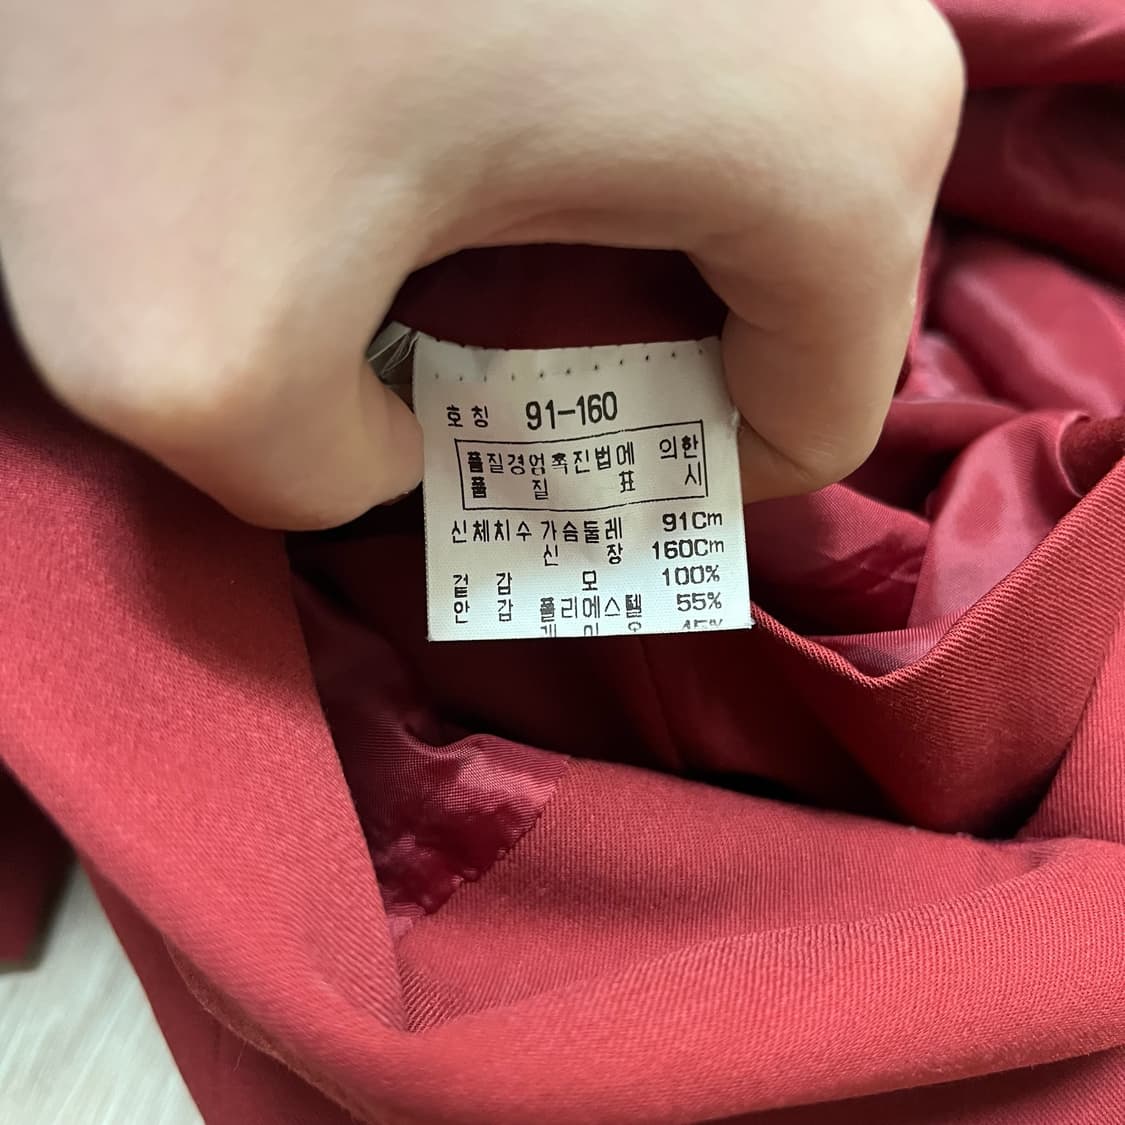 호칭 91-160
품질경영촉진법에 의한
품질표시
신체치수 가슴둘레 91Cm
신장 160Cm
겉감 모 100%
안감 폴리에스텔 55%